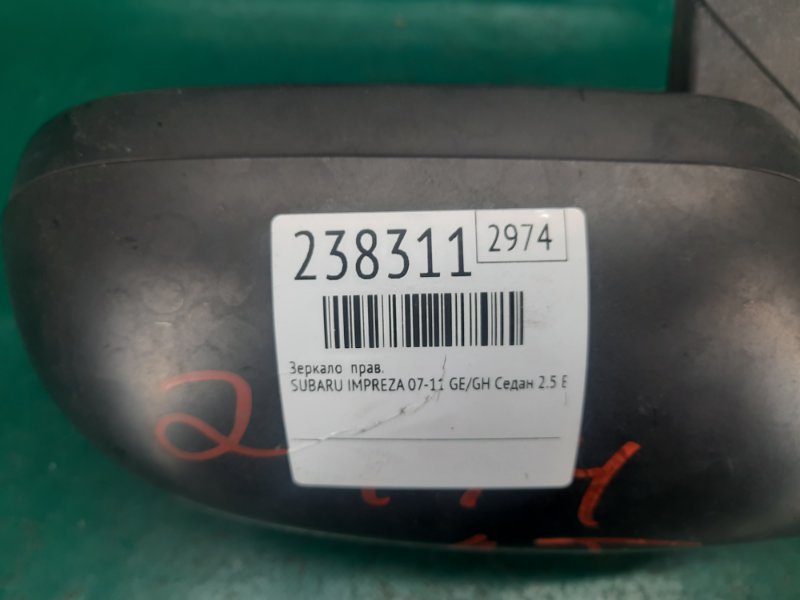 238311 2974
Зеркало прав.
SUBARU IMPREZA 07-11 GE/GH Седан 2.5 E